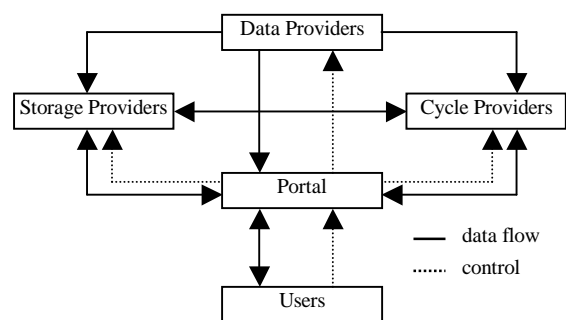 Data Providers
Storage Providers
Cycle Providers
Portal
data flow
control
Users